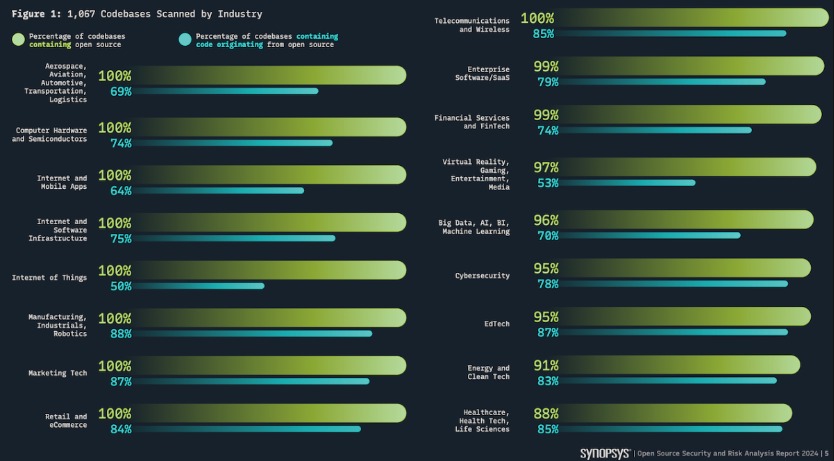 Figure 1: 1,067 Codebases Scanned by Industry
Percentage of codebases
containing open source
Percentage of codebases containing
code originating from open source
Aerospace,
Aviation,
Automotive,
Transportation,
Logistics
100%
69%
Computer Hardware
and Semiconductors
100%
74%
Internet and
Mobile Apps
100%
64%
Internet and
Software
Infrastructure
100%
75%
Internet of Things
100%
50%
Manufacturing,
Industrials,
Robotics
100%
88%
Marketing Tech
100%
87%
Retail and
eCommerce
100%
84%
Telecommunications
and Wireless
100%
85%
Enterprise
Software/SaaS
99%
79%
Financial Services
and FinTech
99%
74%
Virtual Reality,
Gaming,
Entertainment,
Media
97%
53%
Big Data, AI, BI,
Machine Learning
96%
70%
Cybersecurity
95%
78%
EdTech
95%
87%
Energy and
Clean Tech
91%
83%
Healthcare,
Health Tech,
Life Sciences
88%
85%
SYNOPSYS | Open Source Security and Risk Analysis Report 2024 | 5